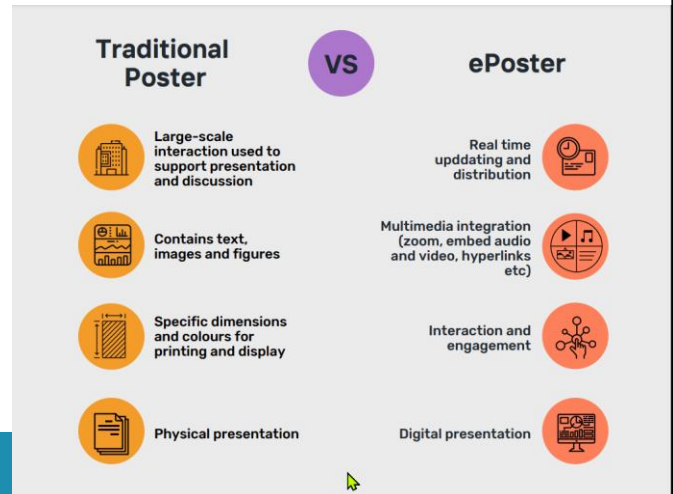 Traditional
Poster
VS
ePoster
Large-scale
interaction used to
support presentation
and discussion
Real time
upddating and
distribution
Contains text,
images and figures
Multimedia integration
(zoom, embed audio
and video, hyperlinks
etc)
Specific dimensions
and colours for
printing and display
Interaction and
engagement
Physical presentation
Digital presentation